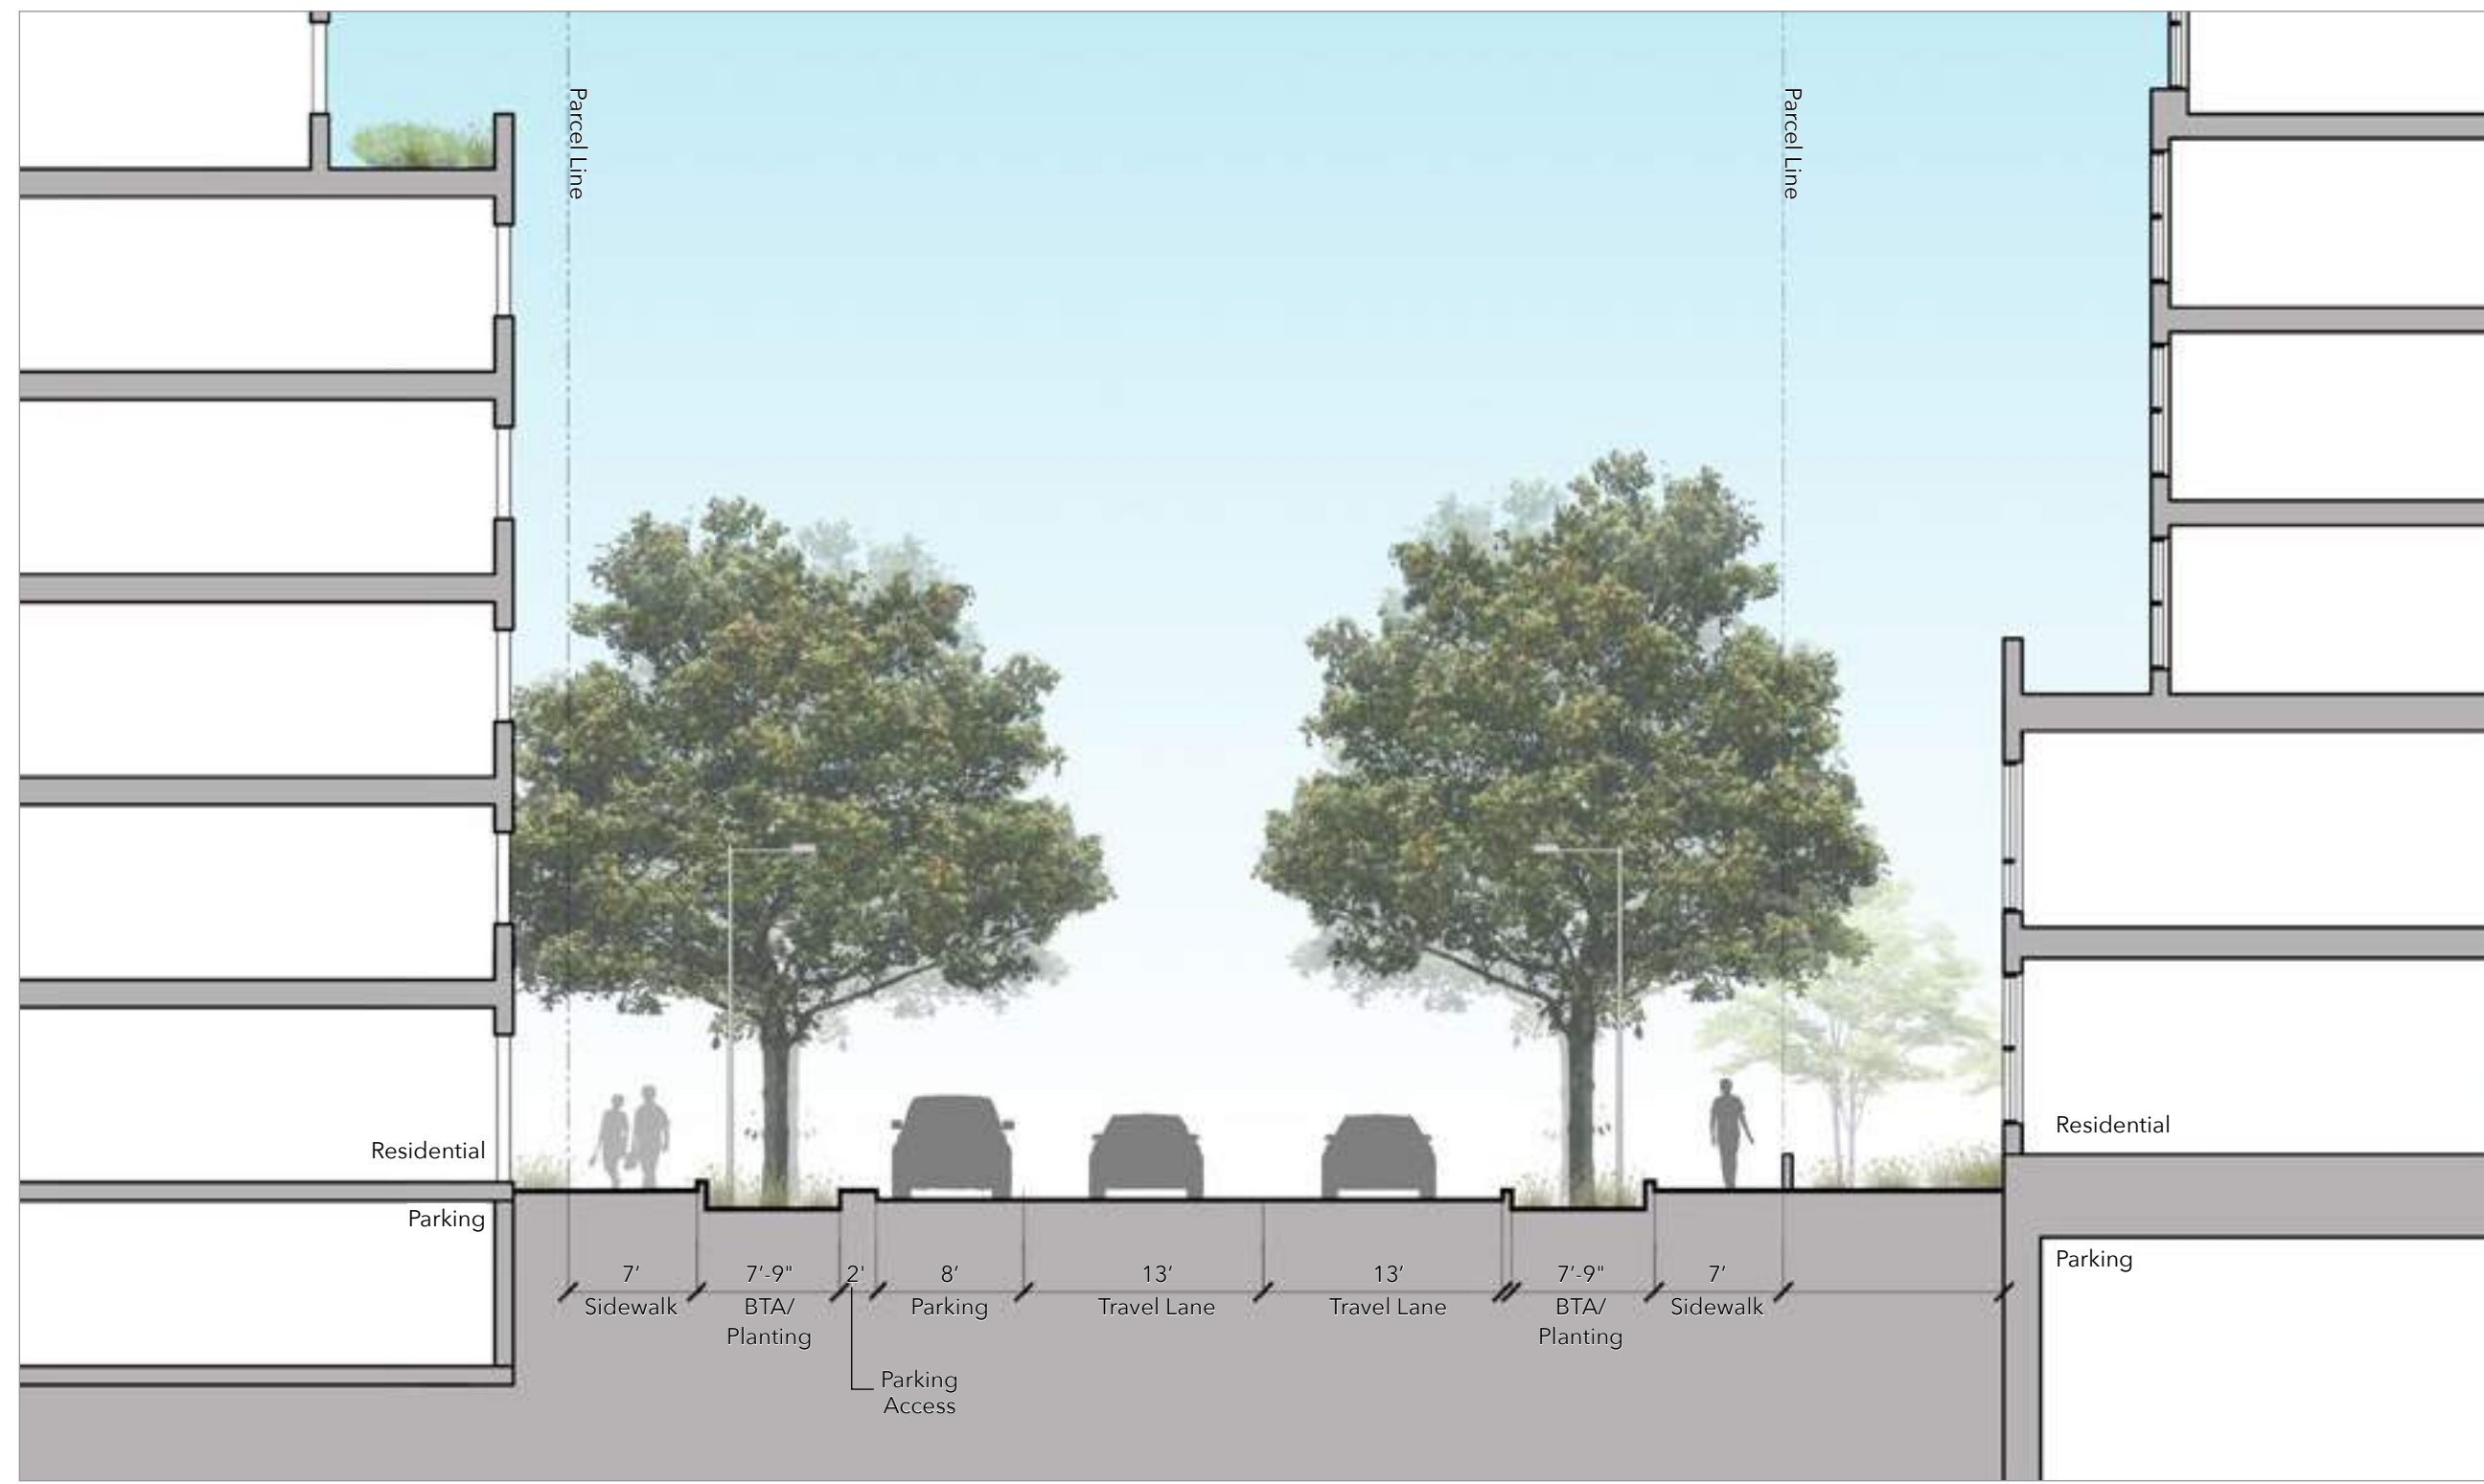 Parcel Line
Parcel Line
Residential
Residential
Parking
Parking
7’
7’-9"
2’
8’
13’
13’
7’-9"
7’
Sidewalk
BTA/
Planting
Parking
Travel Lane
Travel Lane
BTA/
Planting
Sidewalk
Parking
Access